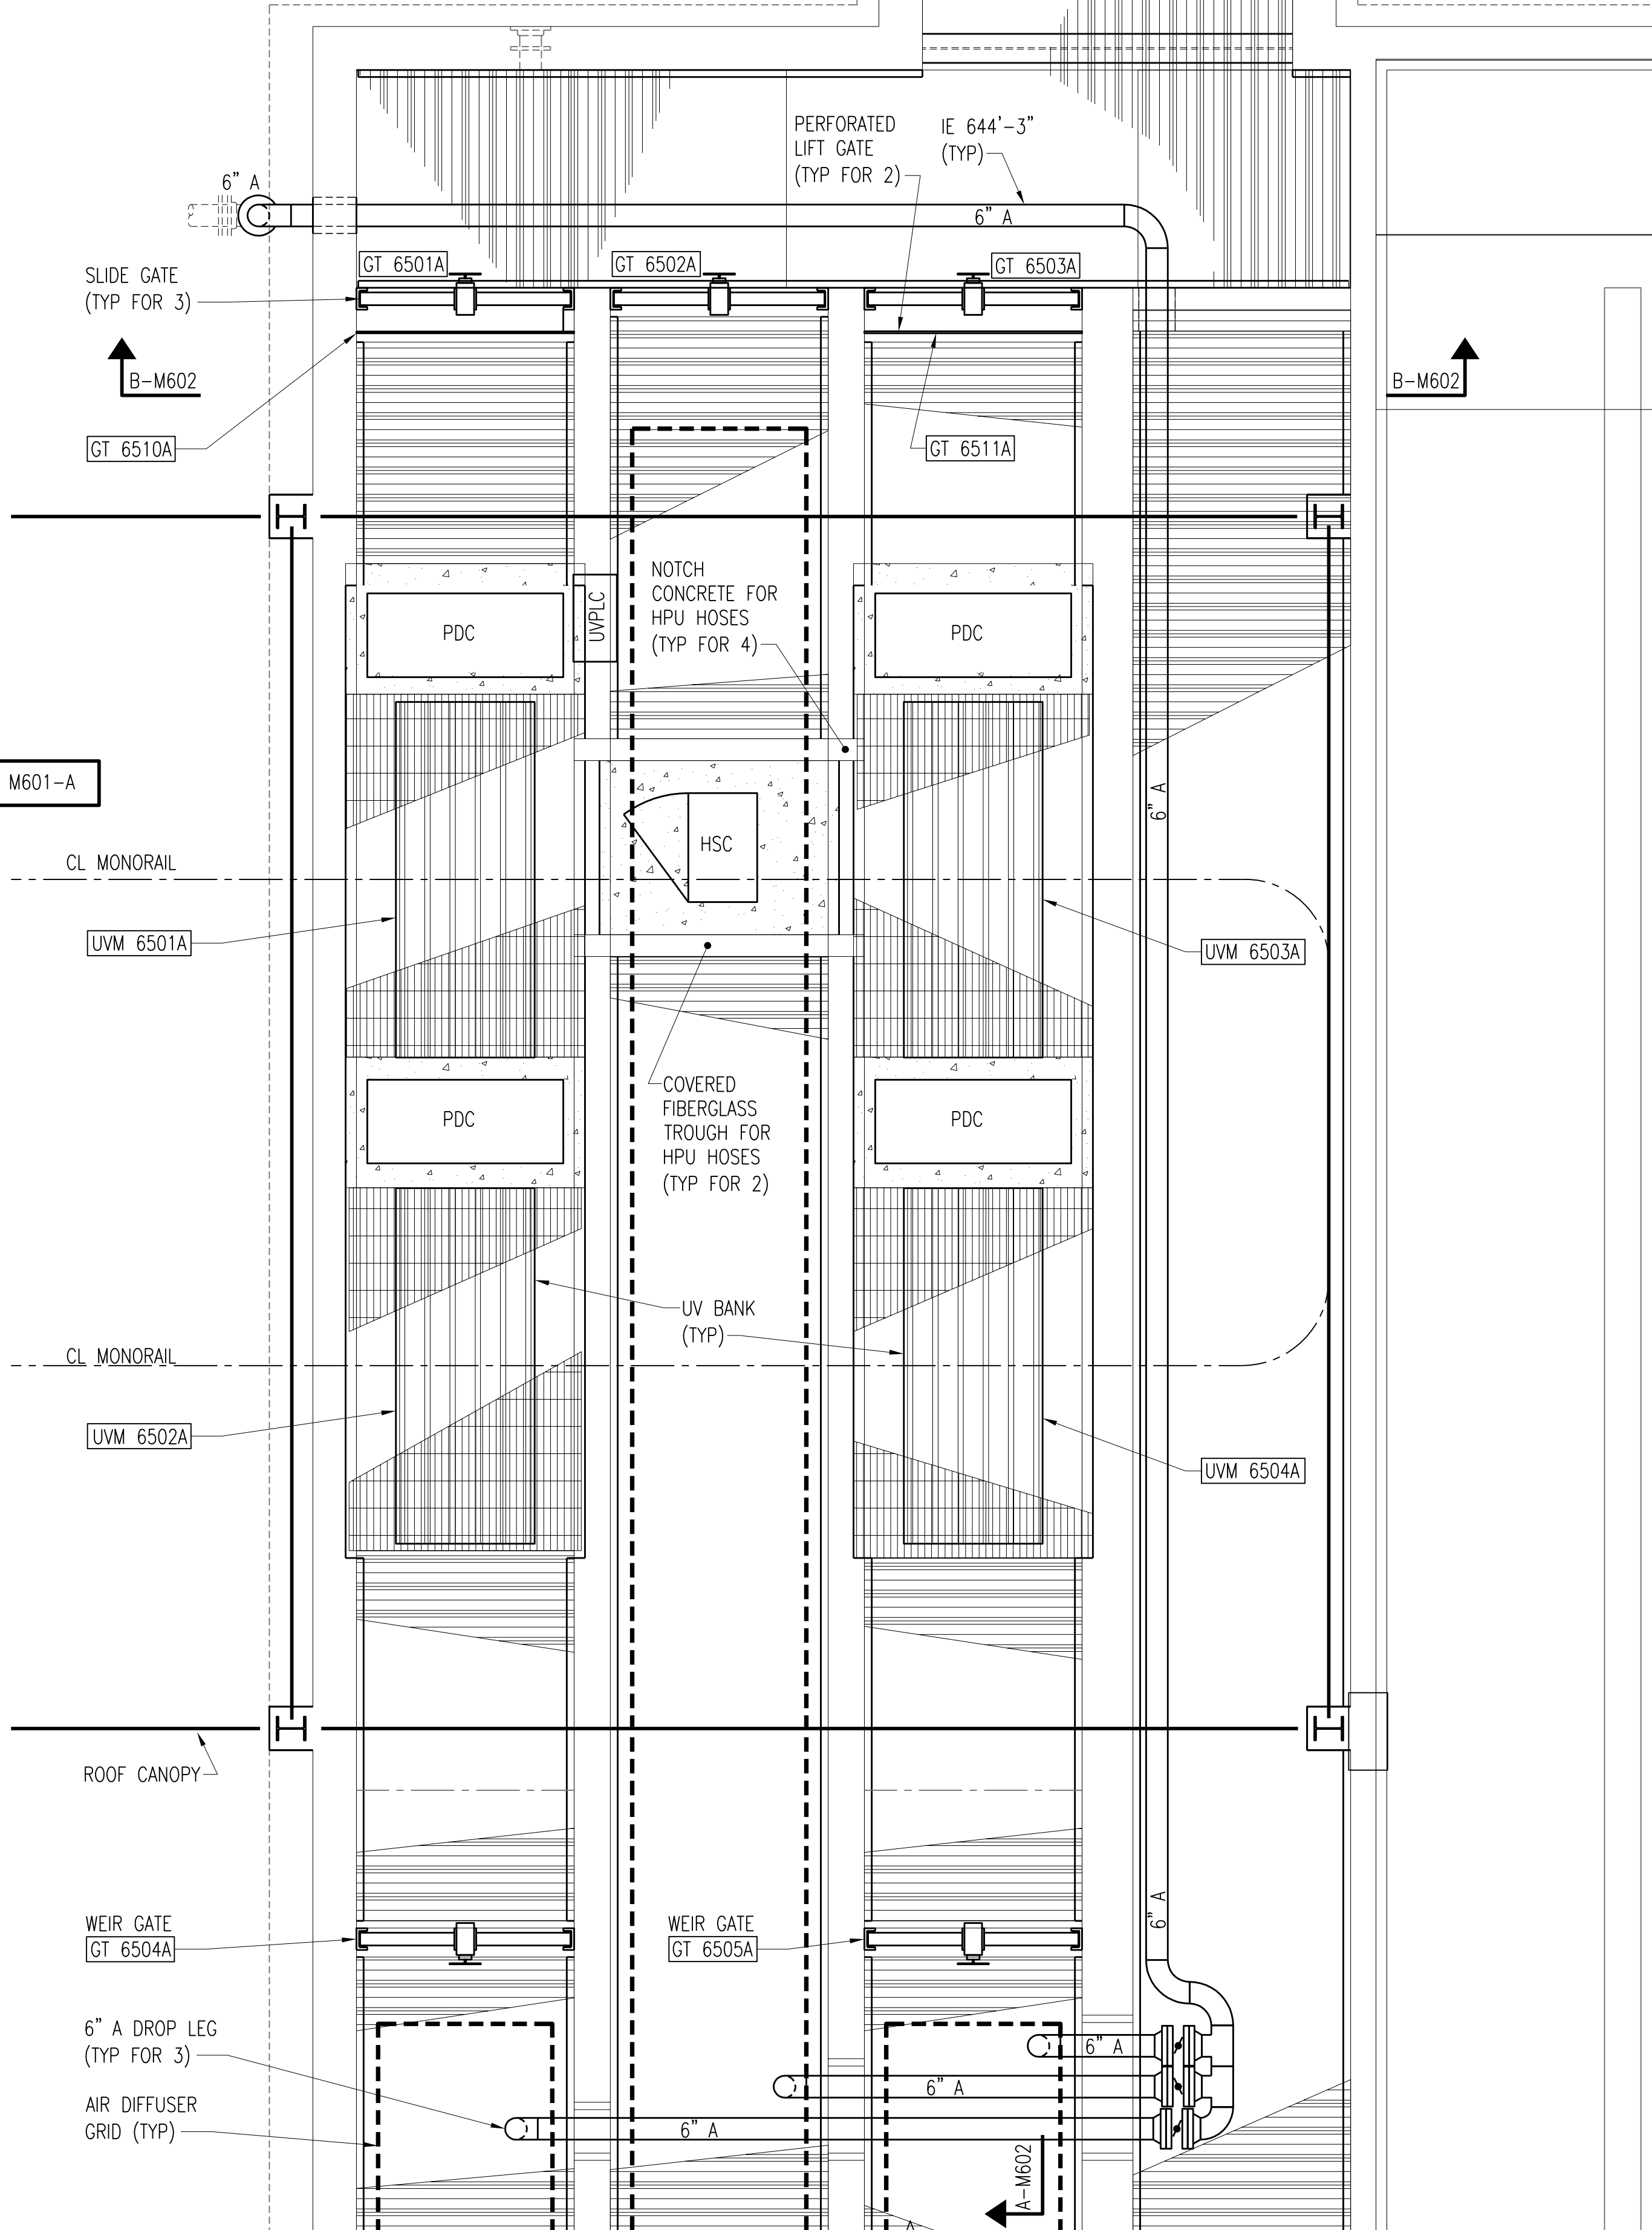 PERFORATED
LIFT GATE
(TYP FOR 2)
IE 644'-3"
(TYP)
6" A
6" A
GT 6501A
GT 6502A
GT 6503A
SLIDE GATE
(TYP FOR 3)
B-M602
B-M602
GT 6510A
GT 6511A
NOTCH
CONCRETE FOR
HPU HOSES
(TYP FOR 4)
PDC
UVPLC
PDC
M601-A
6" A
HSC
CL MONORAIL
UVM 6501A
UVM 6503A
COVERED
FIBERGLASS
TROUGH FOR
HPU HOSES
(TYP FOR 2)
PDC
PDC
UV BANK
(TYP)
CL MONORAIL
UVM 6502A
UVM 6504A
ROOF CANOPY
6" A
WEIR GATE
GT 6504A
WEIR GATE
GT 6505A
6" A DROP LEG
(TYP FOR 3)
6" A
6" A
6" A
AIR DIFFUSER
GRID (TYP)
A-M602